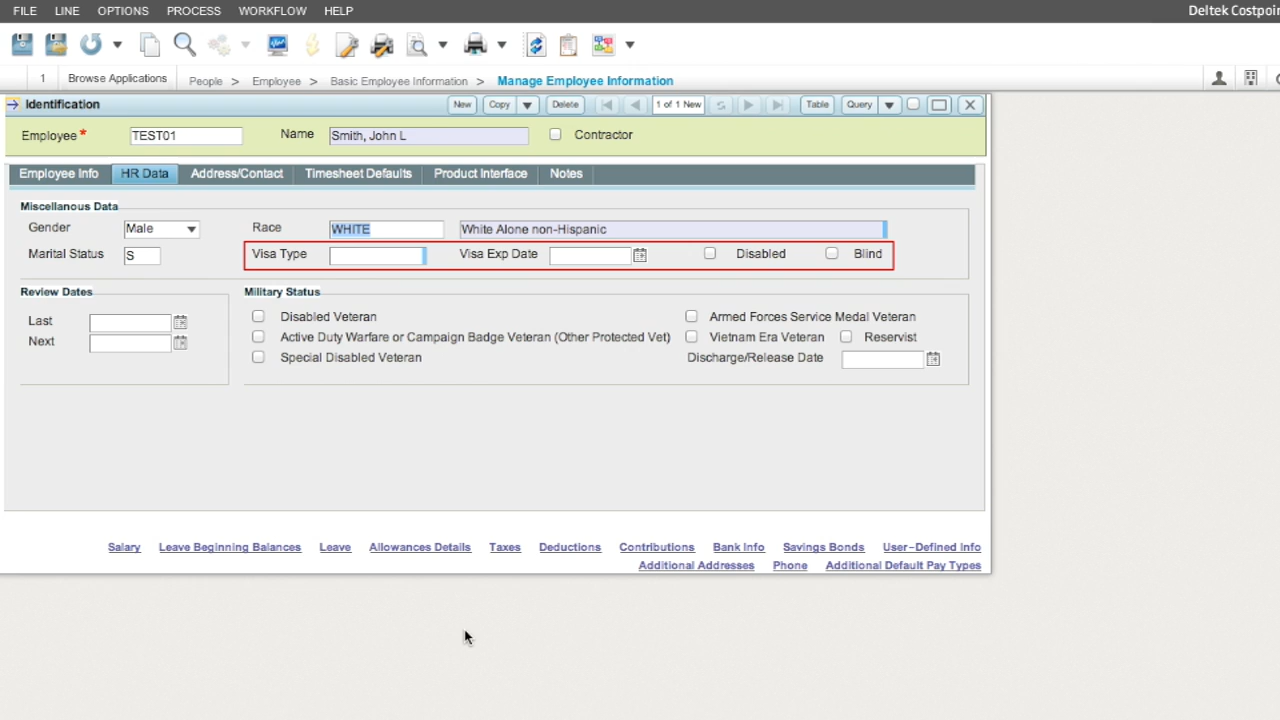 FILE LINE OPTIONS PROCESS WORKFLOW HELP Deltek Costpoin
1 Browse Applications People > Employee > Basic Employee Information > Manage Employee Information
Identification New Copy Delete 1 of 1 New Table Query
Employee * TEST01 Name Smith, John L Contractor
Employee Info HR Data Address/Contact Timesheet Defaults Product Interface Notes
Miscellaneous Data
Gender Male Race WHITE White Alone non-Hispanic
Marital Status S Visa Type Visa Exp Date Disabled Blind
Review Dates Military Status
Last Disabled Veteran Armed Forces Service Medal Veteran
Next Active Duty Warfare or Campaign Badge Veteran (Other Protected Vet) Vietnam Era Veteran Reservist
Special Disabled Veteran Discharge/Release Date
Salary Leave Beginning Balances Leave Allowances Details Taxes Deductions Contributions Bank Info Savings Bonds User-Defined Info
Additional Addresses Phone Additional Default Pay Types